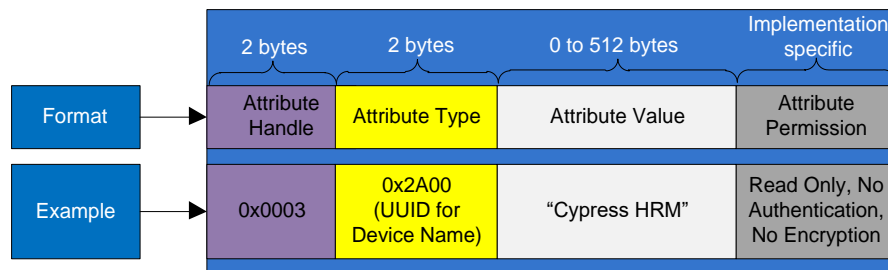 2 bytes
2 bytes
0 to 512 bytes
Implementation
specific
Format
Attribute
Handle
Attribute Type
Attribute Value
Attribute
Permission
Example
0x0003
0x2A00
(UUID for
Device Name)
“Cypress HRM”
Read Only, No
Authentication,
No Encryption